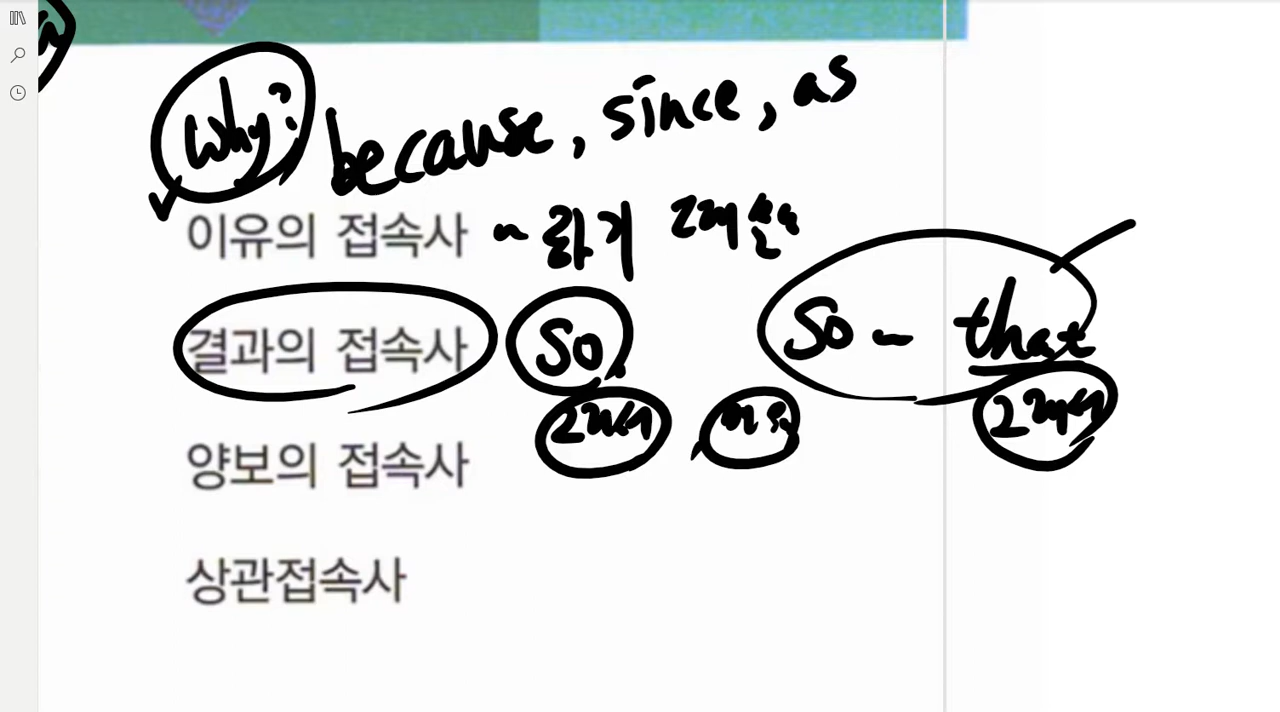 Why? because, since, as
이유의 접속사 ~하기 때문에
결과의 접속사 so so - that
그래서 그래서
양보의 접속사
상관접속사